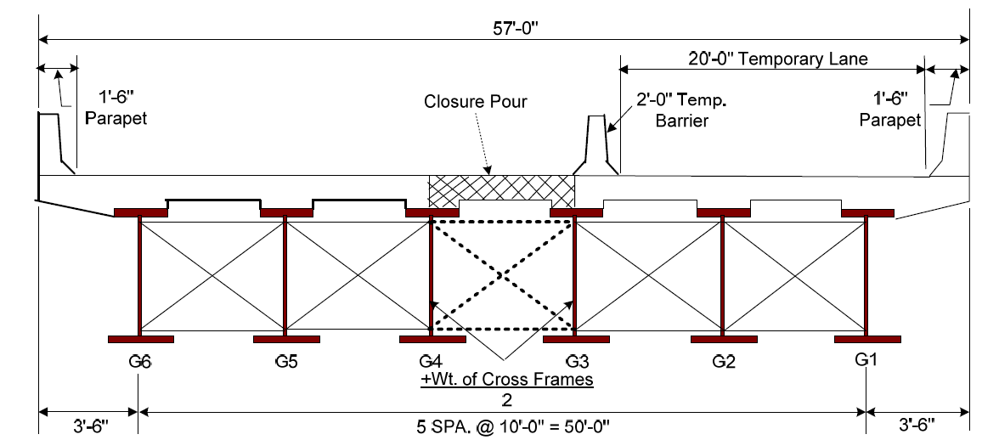 57'-0"
20'-0" Temporary Lane
1'-6"
Parapet
Closure Pour
2'-0" Temp.
Barrier
1'-6"
Parapet
G6
G5
G4
G3
G2
G1
+Wt. of Cross Frames
2
3'-6"
5 SPA. @ 10'-0" = 50'-0"
3'-6"